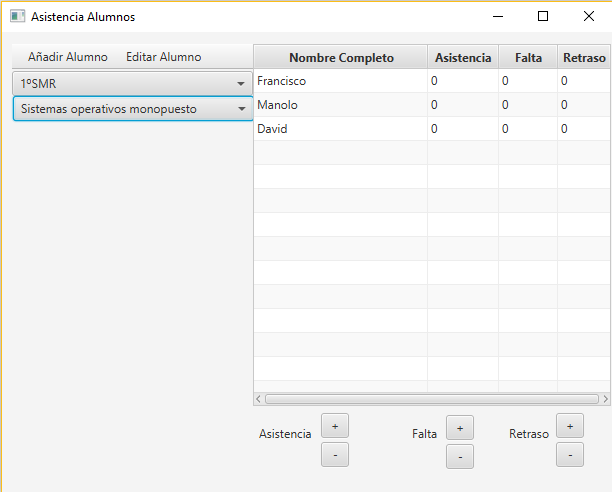 Asistencia Alumnos
Añadir Alumno Editar Alumno
1ºSMR
Sistemas operativos monopuesto
Nombre Completo Asistencia Falta Retraso
Francisco 0 0 0
Manolo 0 0 0
David 0 0 0
Asistencia + - Falta + - Retraso + -